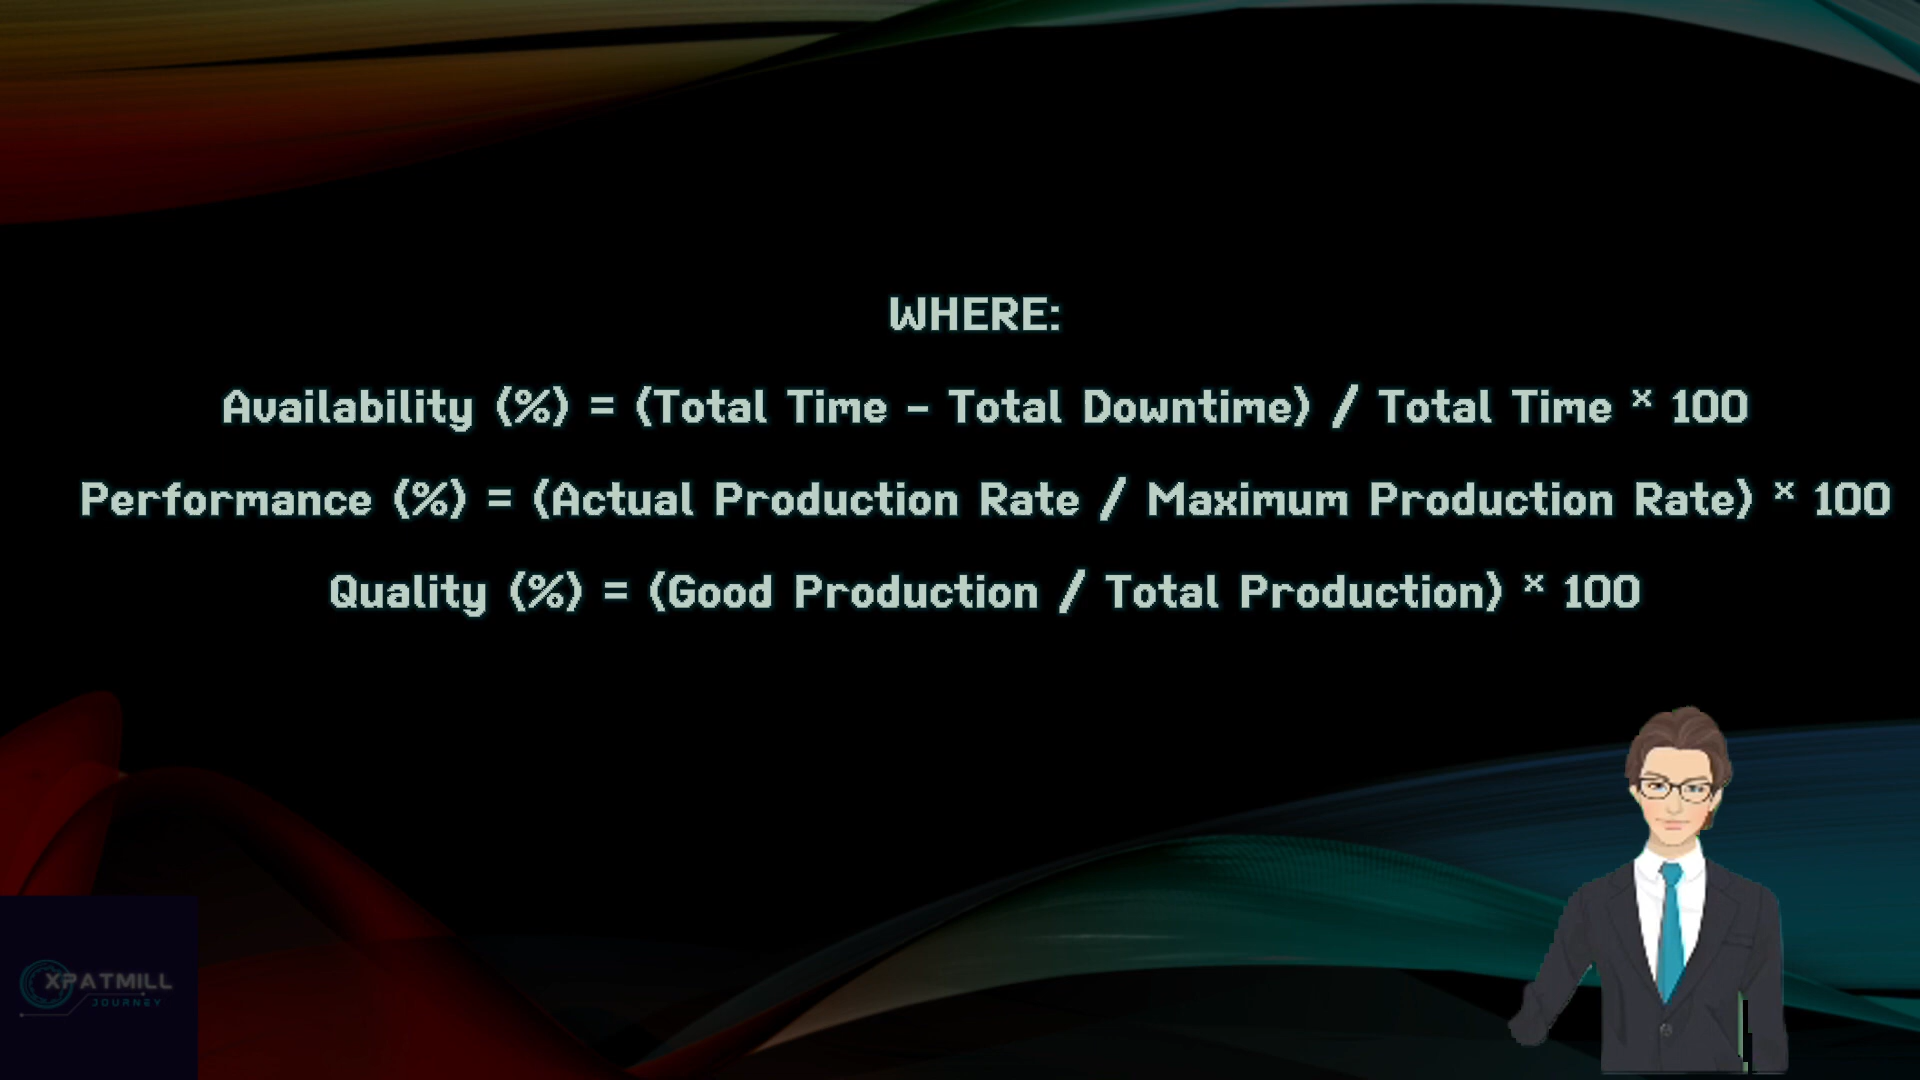 WHERE:
Availability (%) = (Total Time - Total Downtime) / Total Time × 100
Performance (%) = (Actual Production Rate / Maximum Production Rate) × 100
Quality (%) = (Good Production / Total Production) × 100
XPATMILL
JOURNEY